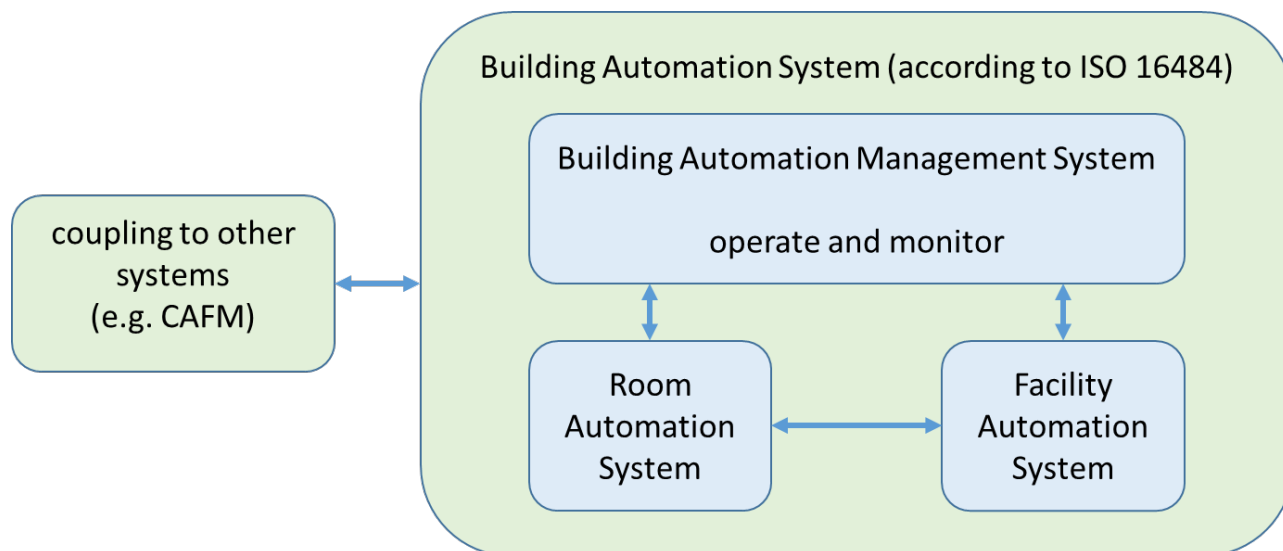 Building Automation System (according to ISO 16484)
Building Automation Management System
operate and monitor
coupling to other
systems
(e.g. CAFM)
Room
Automation
System
Facility
Automation
System